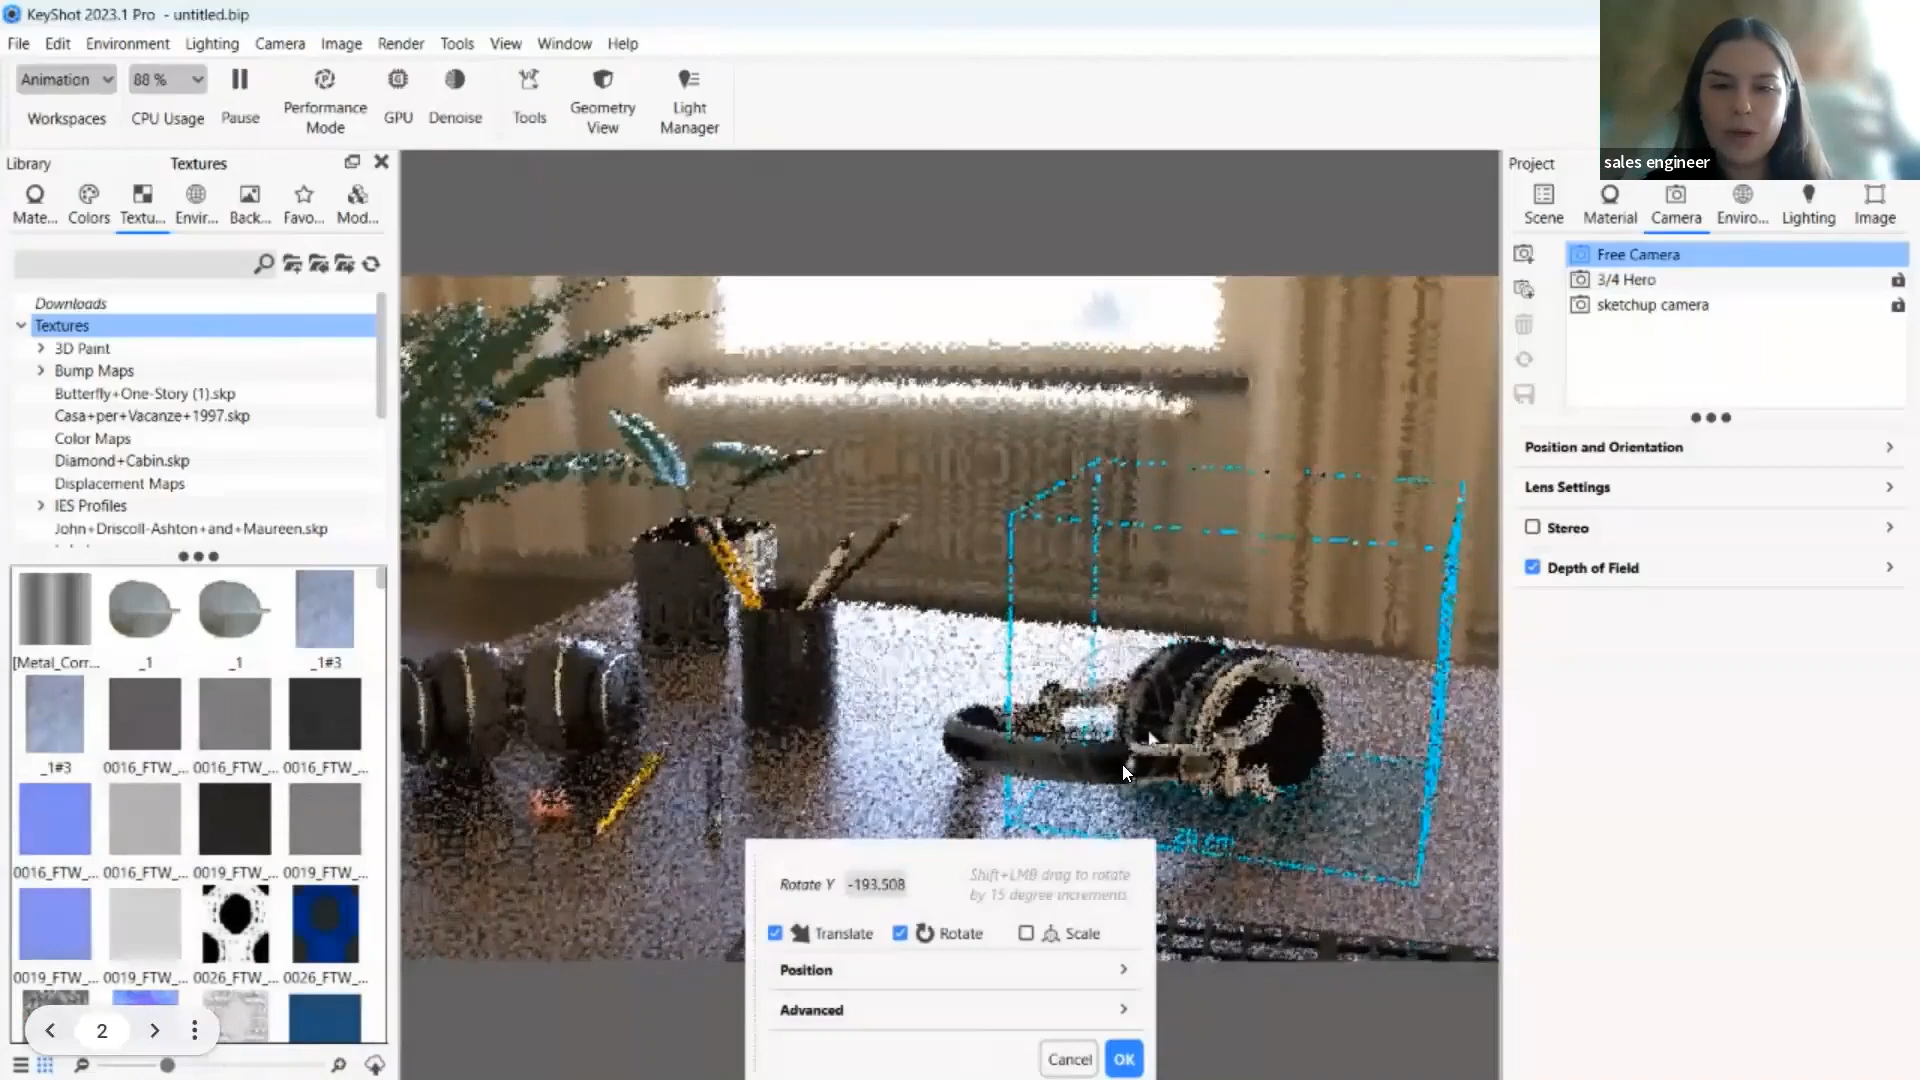 KeyShot 2023.1 Pro - untitled.bip
File Edit Environment Lighting Camera Image Render Tools View Window Help
Animation 88 %
Workspaces CPU Usage Pause Performance Mode GPU Denoise Tools Geometry View Light Manager
sales engineer
Library Textures
Mate... Colors Textu... Envir... Back... Favo... Mod...
Downloads
Textures
3D Paint
Bump Maps
Butterfly+One-Story (1).skp
Casa+per+Vacanze+1997.skp
Color Maps
Diamond+Cabin.skp
Displacement Maps
IES Profiles
John+Driscoll-Ashton+and+Maureen.rskp
[Metal_Corr... _1 _1 _1#3
_1#3 0016_FTW_... 0016_FTW_... 0016_FTW_...
0016_FTW_... 0016_FTW_... 0019_FTW_... 0019_FTW_...
0019_FTW_... 0019_FTW_... 0026_FTW_... 0026_FTW_...
2
20 cm
Rotate Y -193.508
Shift+LMB drag to rotate
by 15 degree increments
Translate Rotate Scale
Position
Advanced
Cancel OK
Project
Scene Material Camera Enviro... Lighting Image
Free Camera
3/4 Hero
sketchup camera
Position and Orientation
Lens Settings
Stereo
Depth of Field